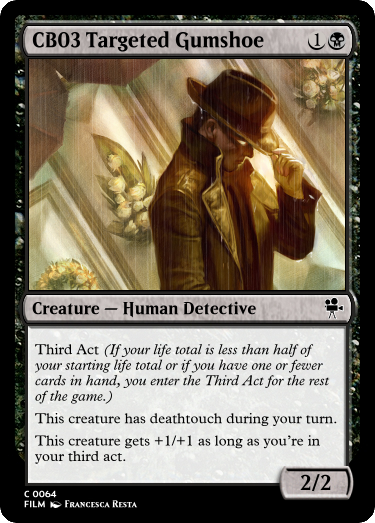 CB03 Targeted Gumshoe 1
Creature — Human Detective
Third Act (If your life total is less than half of
your starting life total or if you have one or fewer
cards in hand, you enter the Third Act for the rest
of the game.)
This creature has deathtouch during your turn.
This creature gets +1/+1 as long as you're in
your third act.
2/2
C 0064
FILM Francesca Resta